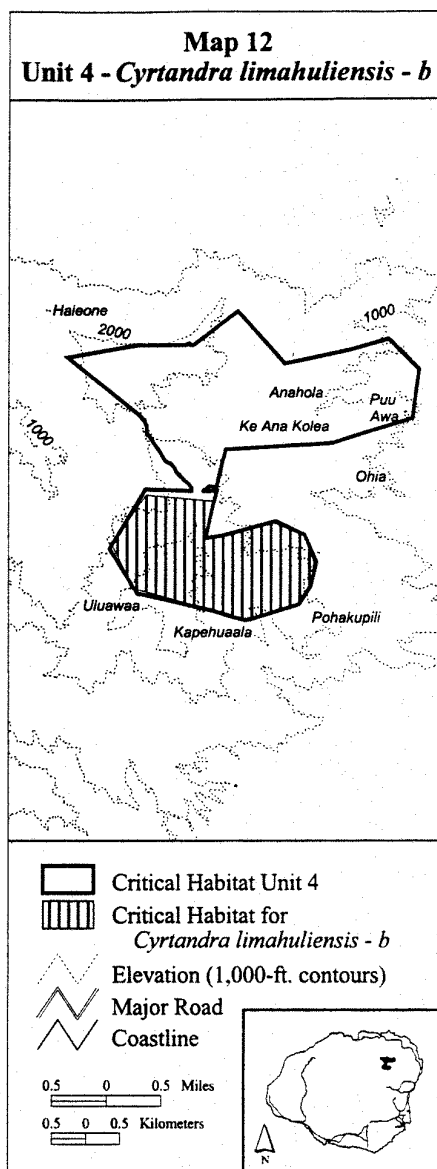 Map 12
Unit 4 - Cyrtandra limahuliensis - b
Haleone
2000
1000
1000
Anahola
Puu
Awa
Ke Ana Kolea
Ohia
Uluawaa
Kapehuaala
Pohakupili
Critical Habitat Unit 4
Critical Habitat for
Cyrtandra limahuliensis - b
Elevation (1,000-ft. contours)
Major Road
Coastline
0.5 0 0.5 Miles
0.5 0 0.5 Kilometers
N